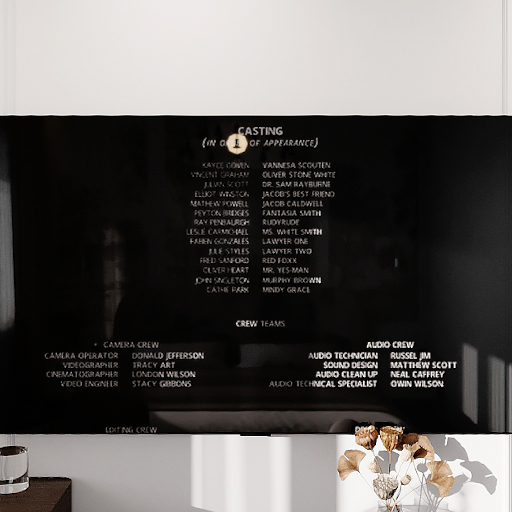 CASTING
(IN OF APPEARANCE)
KAYCE BOWEN VANNESA SCOUTEN
VINCENT GRAHAM OLIVER STONE WHITE
JULIAN SCOTT DR. SAM RAYBURNE
ELLIOT WINSTON JACOB'S BEST FRIEND
MATHEW POWELL JACOB CALDWELL
PEYTON BRIDGES FANTASIA SMITH
RAY PENBAURGH RUDYRUDE
LESLIE CARMICHAEL MS. WHITE SMITH
FABIEN GONZALES LAWYER ONE
JULIE STYLES LAWYER TWO
FRED SANFORD RED FOXX
OLIVER HEART MR. YES-MAN
JOHN SINGLETON MURPHY BROWN
CATHIE PARK MINDY GRACE
CREW TEAMS
CAMERA CREW
CAMERA OPERATOR DONALD JEFFERSON
VIDEOGRAPHER TRACY ART
CINEMATOGRAPHER LONDON WILSON
VIDEO ENGINEER STACY GIBBONS
AUDIO CREW
AUDIO TECHNICIAN RUSSEL JIM
SOUND DESIGN MATTHEW SCOTT
AUDIO CLEAN UP NEAL CAFFREY
AUDIO TECHNICAL SPECIALIST OWIN WILSON
EDITING CREW